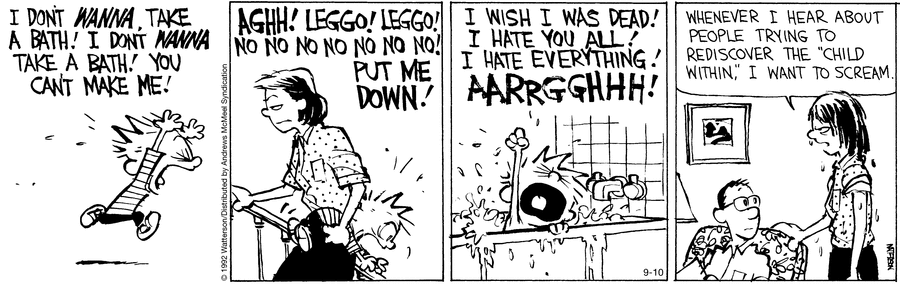 I DON'T WANNA TAKE
A BATH! I DON'T WANNA
TAKE A BATH! YOU
CAN'T MAKE ME!
AGHH! LEGGO! LEGGO!
NO NO NO NO NO NO NO!
PUT ME
DOWN!
© 1992 Watterson/Distributed by Andrews McMeel Syndication
I WISH I WAS DEAD!
I HATE YOU ALL!
I HATE EVERYTHING!
AARRGGHHH!
9-10
WHENEVER I HEAR ABOUT
PEOPLE TRYING TO
REDISCOVER THE "CHILD
WITHIN," I WANT TO SCREAM.